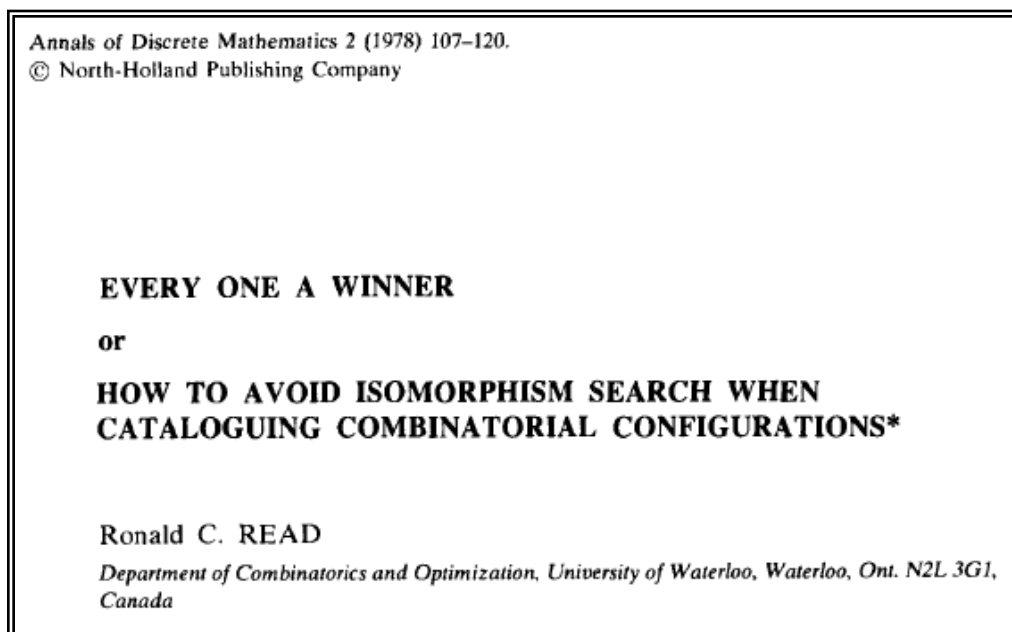 Annals of Discrete Mathematics 2 (1978) 107–120.
© North-Holland Publishing Company
EVERY ONE A WINNER
or
HOW TO AVOID ISOMORPHISM SEARCH WHEN
CATALOGUING COMBINATORIAL CONFIGURATIONS*
Ronald C. READ
Department of Combinatorics and Optimization, University of Waterloo, Waterloo, Ont. N2L 3G1,
Canada